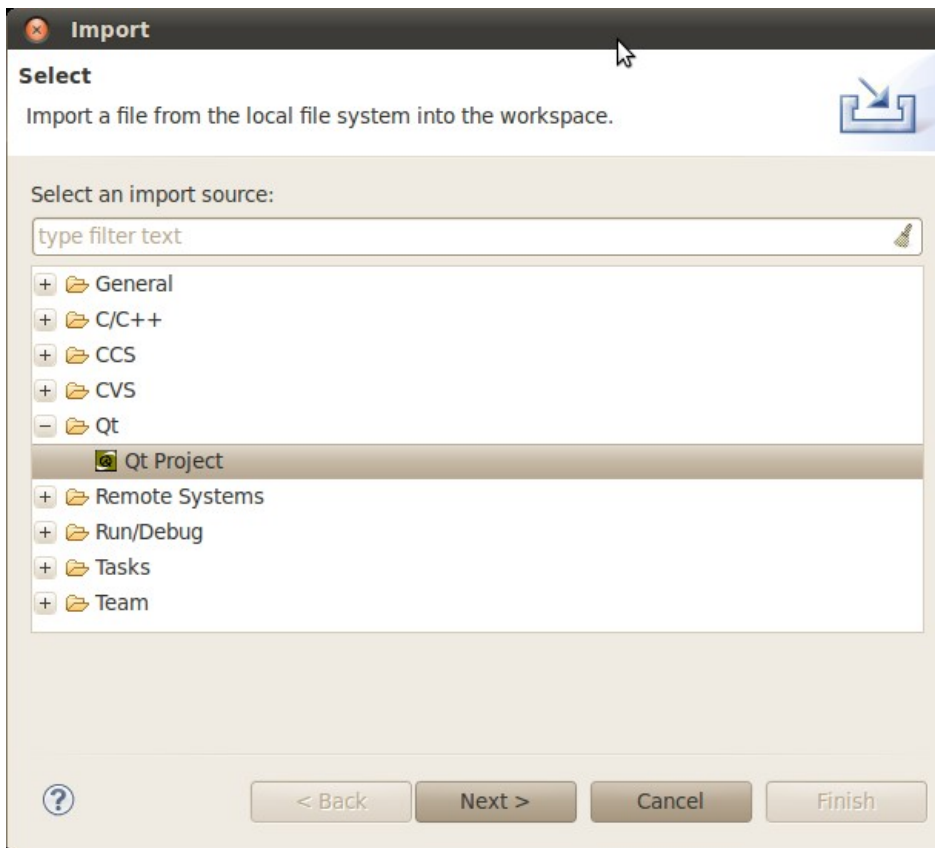 Import
Select
Import a file from the local file system into the workspace.
Select an import source:
type filter text
General
C/C++
CCS
CVS
Qt
Qt Project
Remote Systems
Run/Debug
Tasks
Team
< Back Next > Cancel Finish